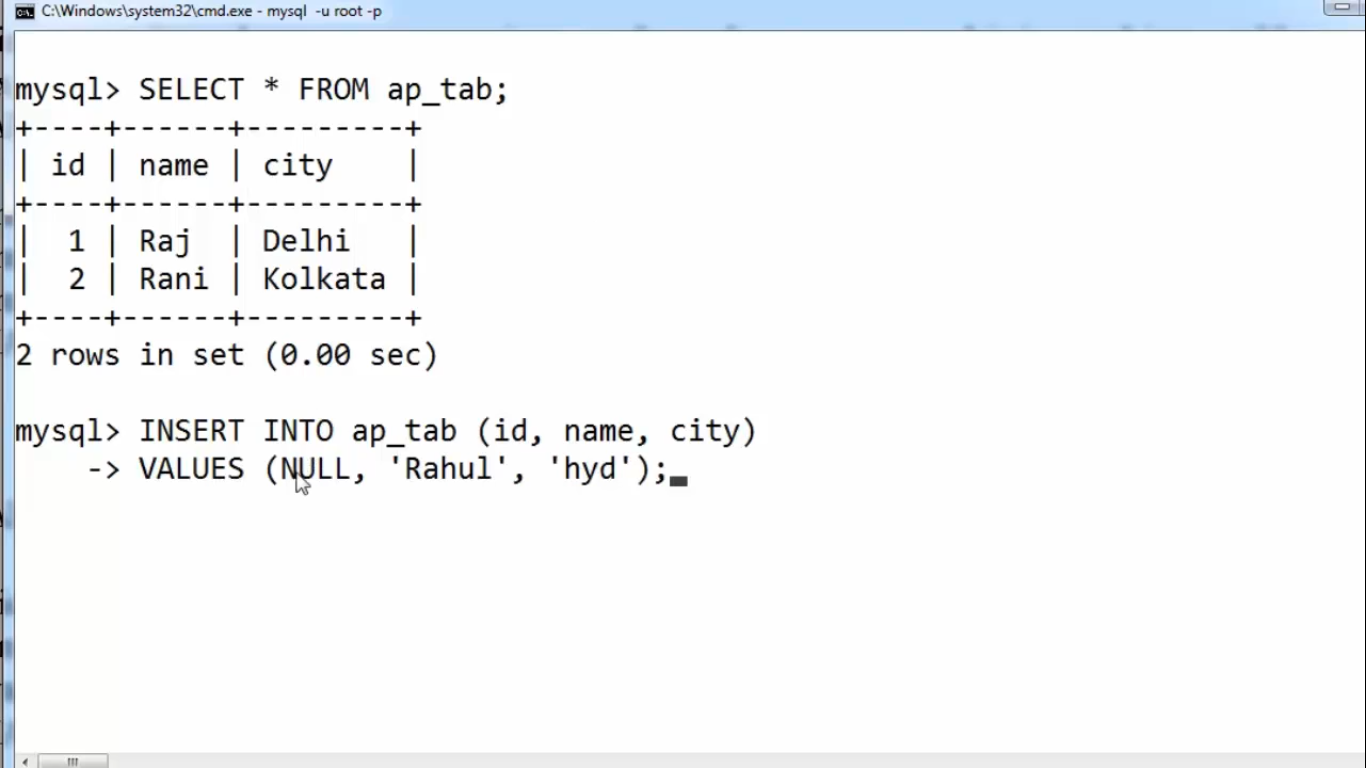 C:\Windows\system32\cmd.exe - mysql -u root -p
mysql> SELECT * FROM ap_tab;
+----+------+---------+
| id | name | city    |
+----+------+---------+
|  1 | Raj  | Delhi   |
|  2 | Rani | Kolkata |
+----+------+---------+
2 rows in set (0.00 sec)
mysql> INSERT INTO ap_tab (id, name, city)
    -> VALUES (NULL, 'Rahul', 'hyd');